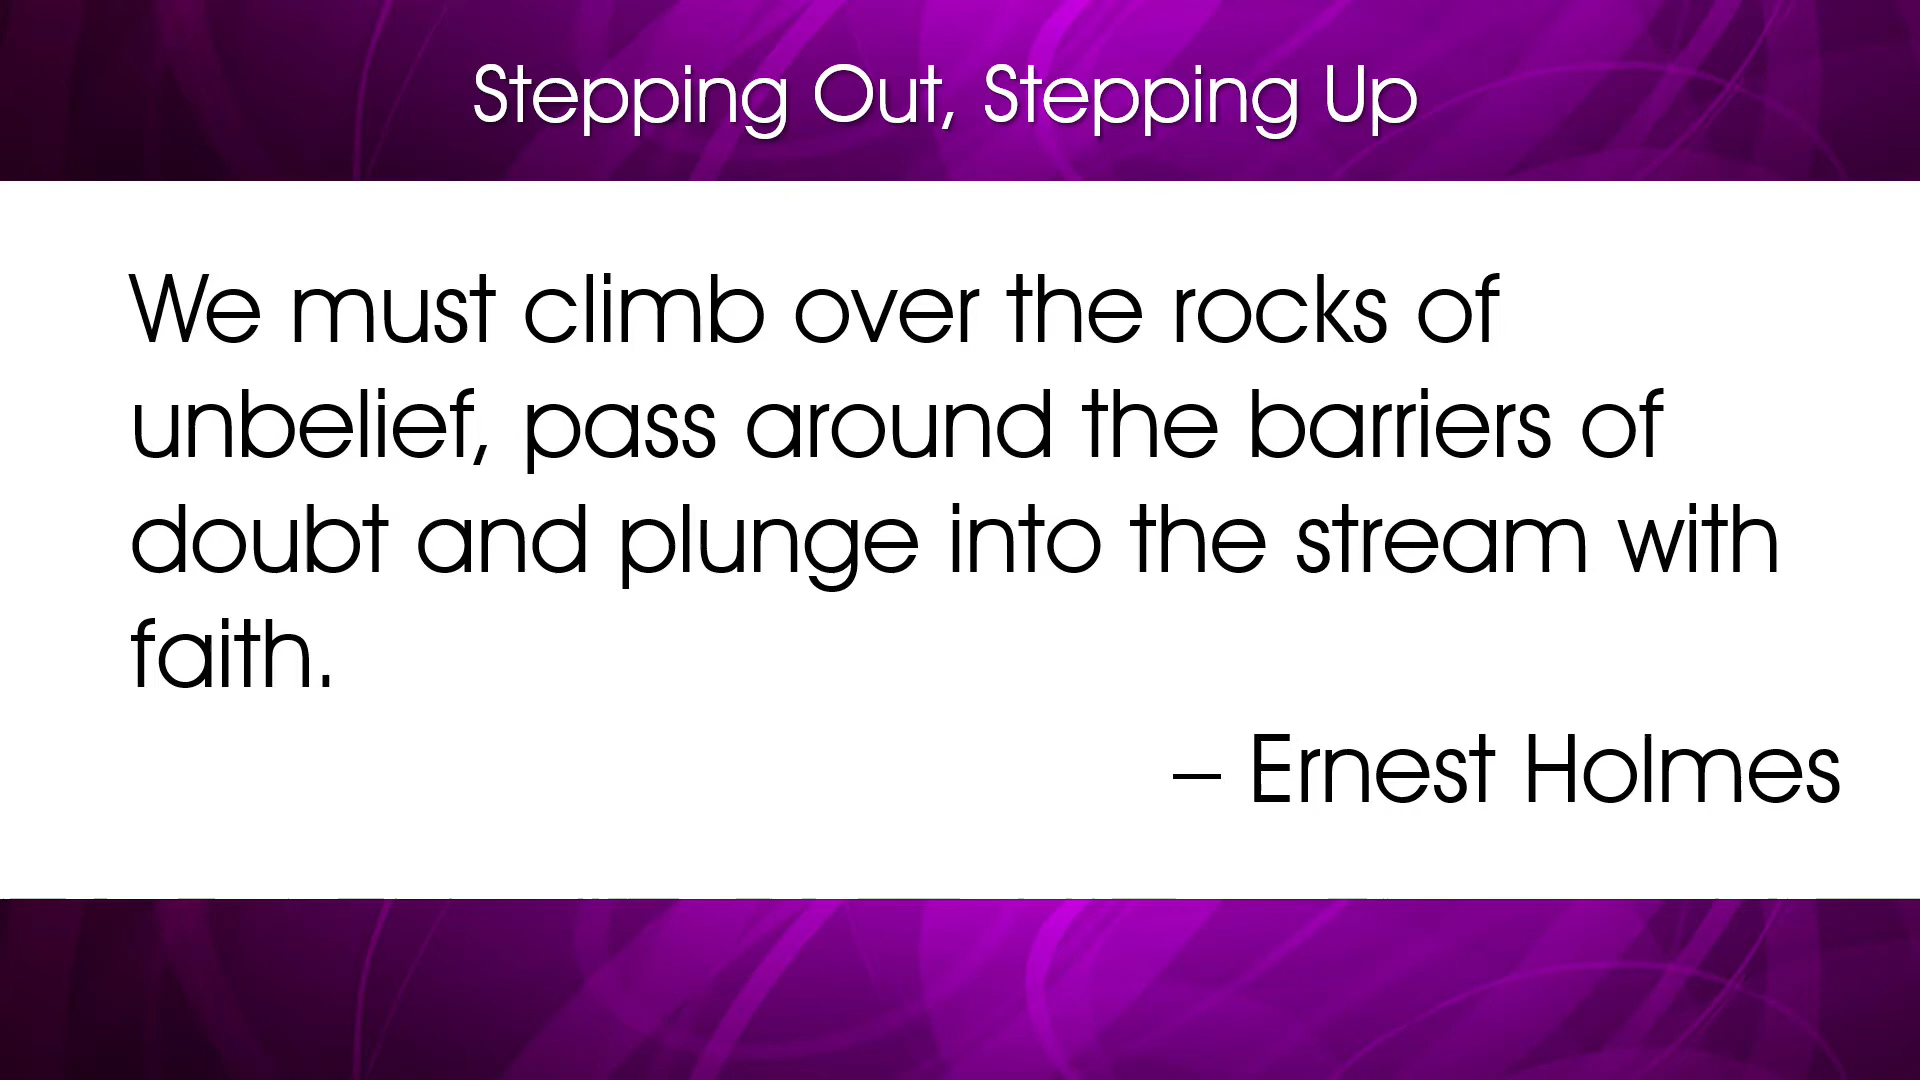 Stepping Out, Stepping Up
We must climb over the rocks of
unbelief, pass around the barriers of
doubt and plunge into the stream with
faith.
– Ernest Holmes